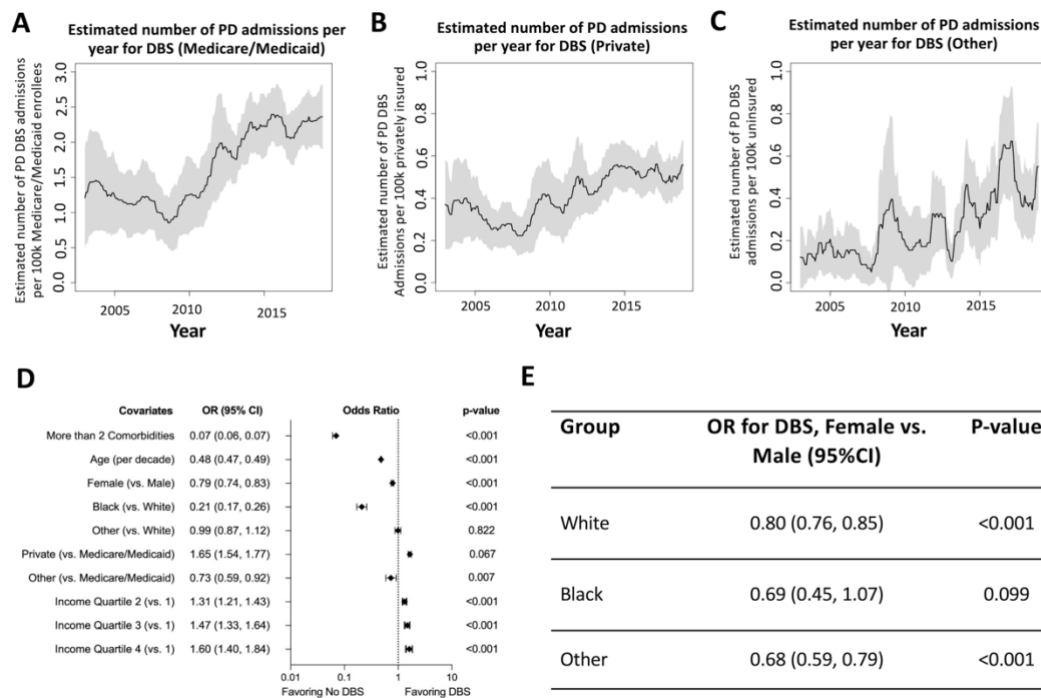 A
Estimated number of PD admissions per
year for DBS (Medicare/Medicaid)
Estimated number of PD DBS admissions
per 100k Medicare/Medicaid enrollees
3.0
2.5
2.0
1.5
1.0
0.5
0.0
2005 2010 2015
Year
B
Estimated number of PD admissions
per year for DBS (Private)
Estimated number of PD DBS
Admissions per 100k privately insured
1.0
0.8
0.6
0.4
0.2
0.0
2005 2010 2015
Year
C
Estimated number of PD admissions
per year for DBS (Other)
Estimated number of PD DBS
admissions per 100k uninsured
1.0
0.8
0.6
0.4
0.2
0.0
2005 2010 2015
Year
D
Covariates OR (95% CI) Odds Ratio p-value
More than 2 Comorbidities 0.07 (0.06, 0.07) <0.001
Age (per decade) 0.48 (0.47, 0.49) <0.001
Female (vs. Male) 0.79 (0.74, 0.83) <0.001
Black (vs. White) 0.21 (0.17, 0.26) <0.001
Other (vs. White) 0.99 (0.87, 1.12) 0.822
Private (vs. Medicare/Medicaid) 1.65 (1.54, 1.77) 0.067
Other (vs. Medicare/Medicaid) 0.73 (0.59, 0.92) 0.007
Income Quartile 2 (vs. 1) 1.31 (1.21, 1.43) <0.001
Income Quartile 3 (vs. 1) 1.47 (1.33, 1.64) <0.001
Income Quartile 4 (vs. 1) 1.60 (1.40, 1.84) <0.001
0.01 0.1 1 10
Favoring No DBS Favoring DBS
E
Group OR for DBS, Female vs. P-value
Male (95%CI)
White 0.80 (0.76, 0.85) <0.001
Black 0.69 (0.45, 1.07) 0.099
Other 0.68 (0.59, 0.79) <0.001